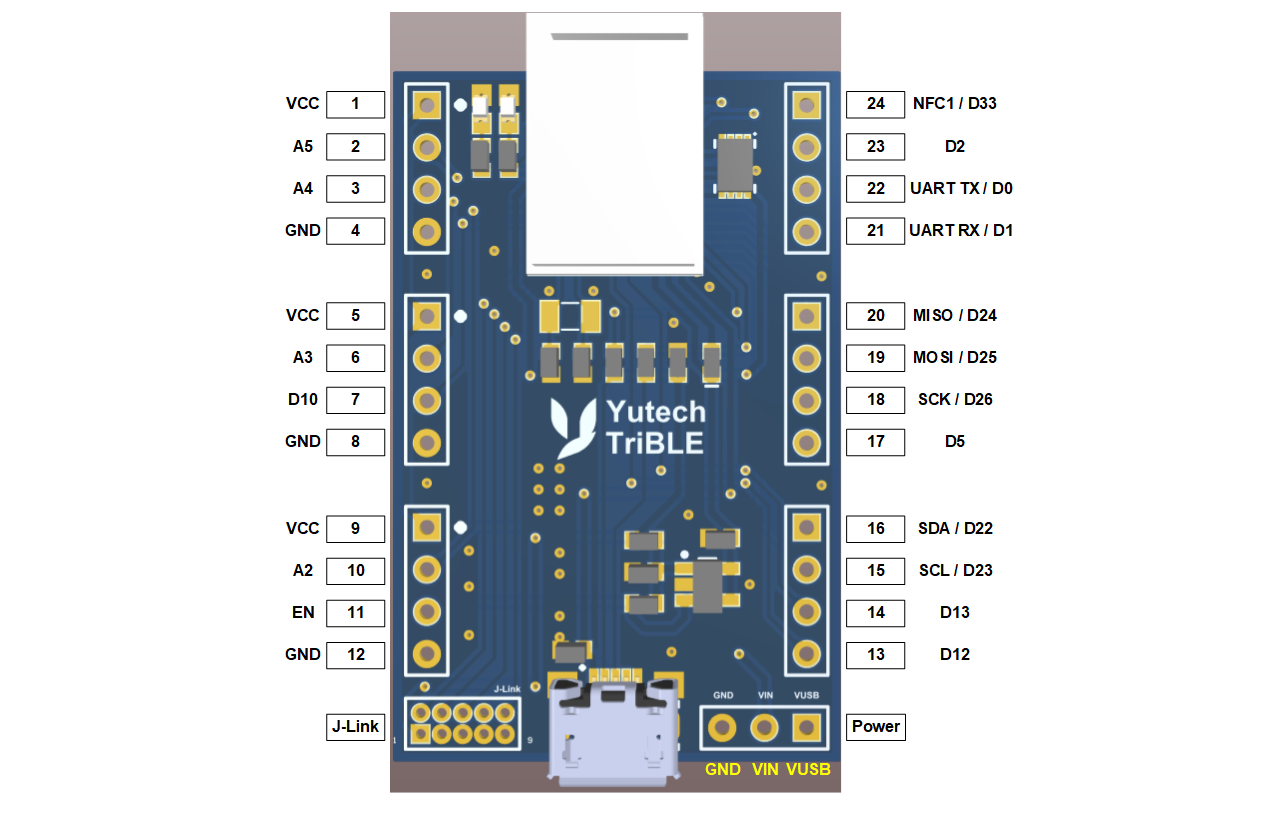 VCC 1
A5 2
A4 3
GND 4
VCC 5
A3 6
D10 7
GND 8
VCC 9
A2 10
EN 11
GND 12
J-Link
24 NFC1 / D33
23 D2
22 UART TX / D0
21 UART RX / D1
20 MISO / D24
19 MOSI / D25
18 SCK / D26
17 D5
16 SDA / D22
15 SCL / D23
14 D13
13 D12
Power
Yutech
TriBLE
J-Link
9
GND VIN VUSB
GND VIN VUSB